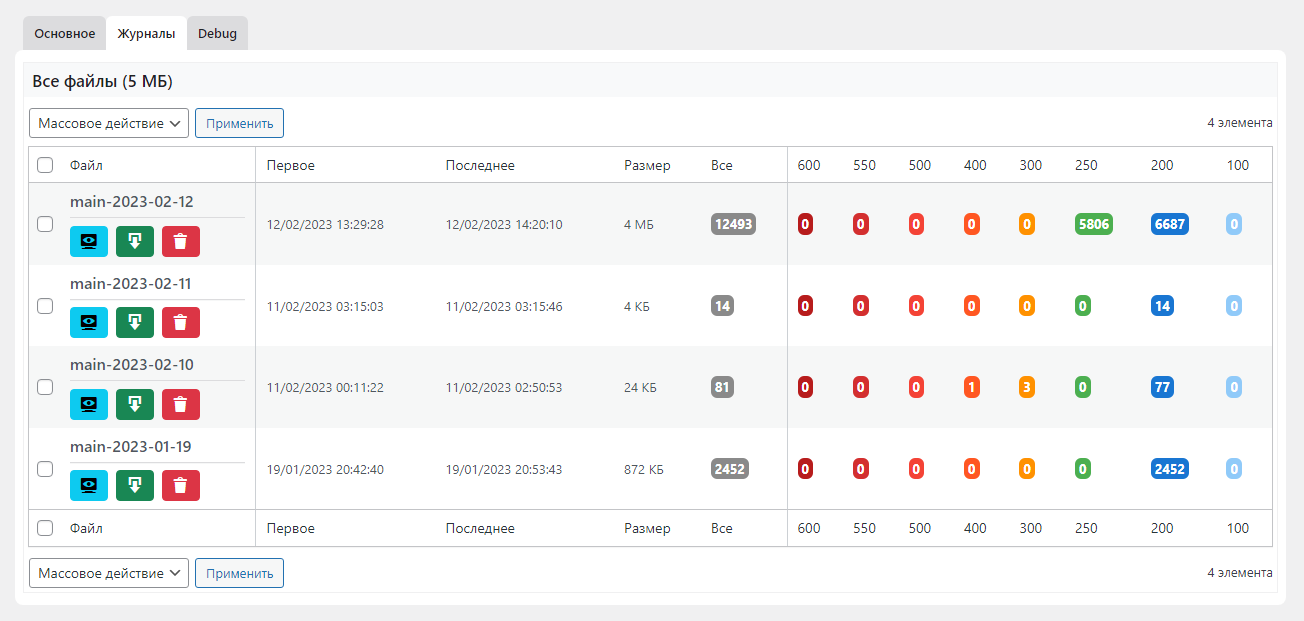 Основное Журналы Debug
Все файлы (5 МБ)
Массовое действие Применить 4 элемента
Файл Первое Последнее Размер Все 600 550 500 400 300 250 200 100
main-2023-02-12
12/02/2023 13:29:28 12/02/2023 14:20:10 4 МБ 12493 0 0 0 0 0 5806 6687 0
main-2023-02-11
11/02/2023 03:15:03 11/02/2023 03:15:46 4 КБ 14 0 0 0 0 0 0 14 0
main-2023-02-10
11/02/2023 00:11:22 11/02/2023 02:50:53 24 КБ 81 0 0 0 1 3 0 77 0
main-2023-01-19
19/01/2023 20:42:40 19/01/2023 20:53:43 872 КБ 2452 0 0 0 0 0 0 2452 0
Файл Первое Последнее Размер Все 600 550 500 400 300 250 200 100
Массовое действие Применить 4 элемента